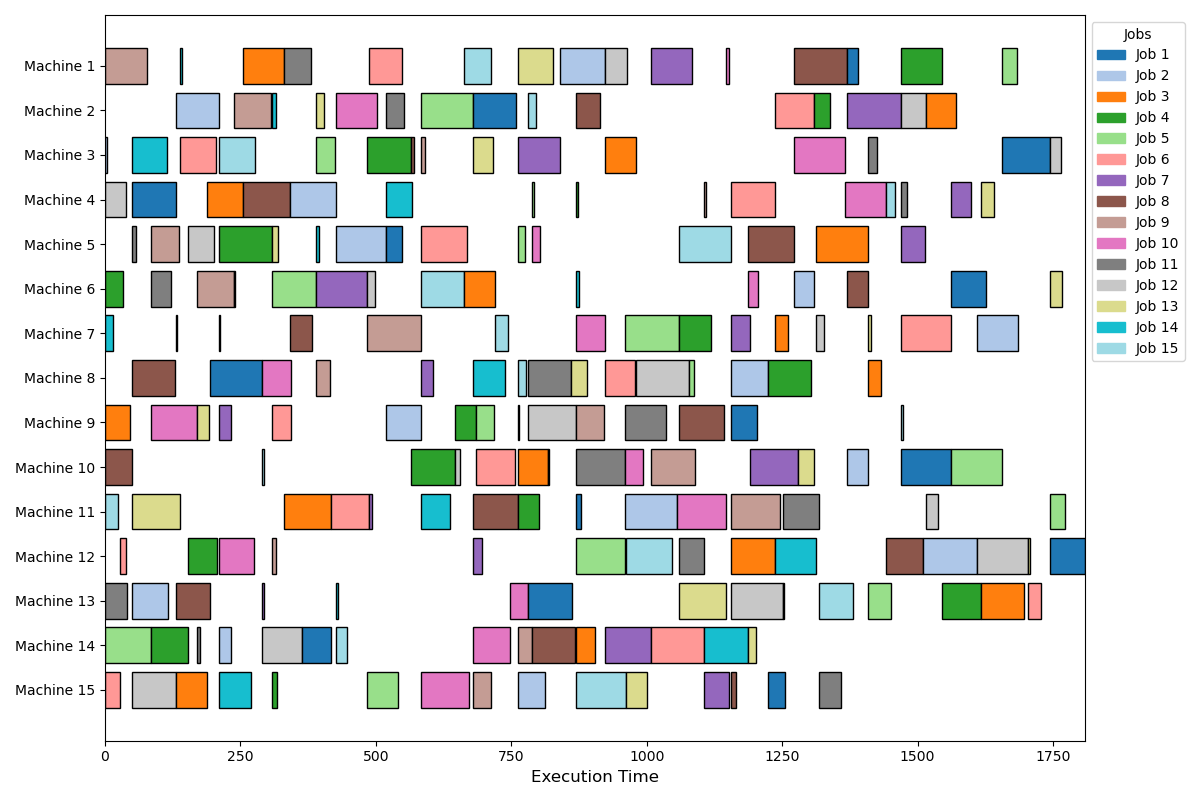 Machine 1
Machine 2
Machine 3
Machine 4
Machine 5
Machine 6
Machine 7
Machine 8
Machine 9
Machine 10
Machine 11
Machine 12
Machine 13
Machine 14
Machine 15
0 250 500 750 1000 1250 1500 1750
Execution Time
Jobs
Job 1
Job 2
Job 3
Job 4
Job 5
Job 6
Job 7
Job 8
Job 9
Job 10
Job 11
Job 12
Job 13
Job 14
Job 15